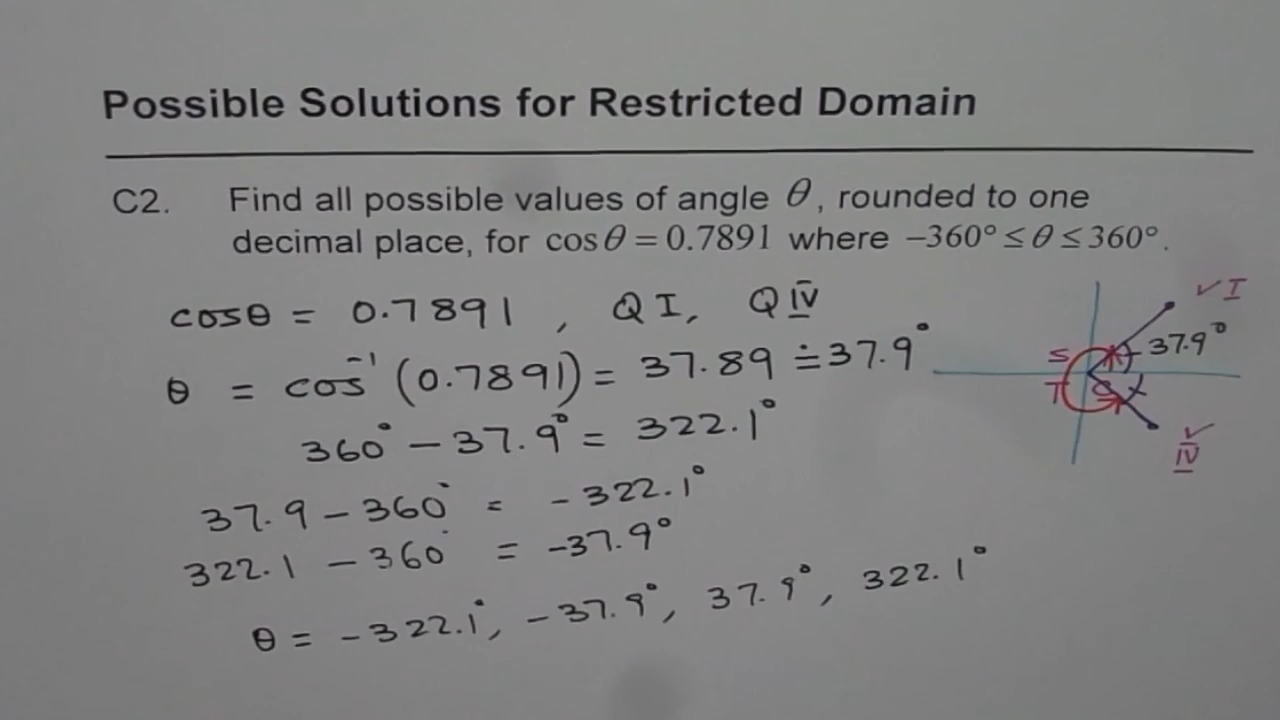 Possible Solutions for Restricted Domain
C2. Find all possible values of angle θ, rounded to one
decimal place, for cosθ = 0.7891 where −360° ≤ θ ≤ 360°.
cosθ = 0.7891 , QI, QIV
θ = cos⁻¹(0.7891) = 37.89 ≐ 37.9°
360° − 37.9° = 322.1°
37.9 − 360° = −322.1°
322.1 − 360° = −37.9°
θ = −322.1°, −37.9°, 37.9°, 322.1°
✓I
S
37.9°
T C
✓
IV